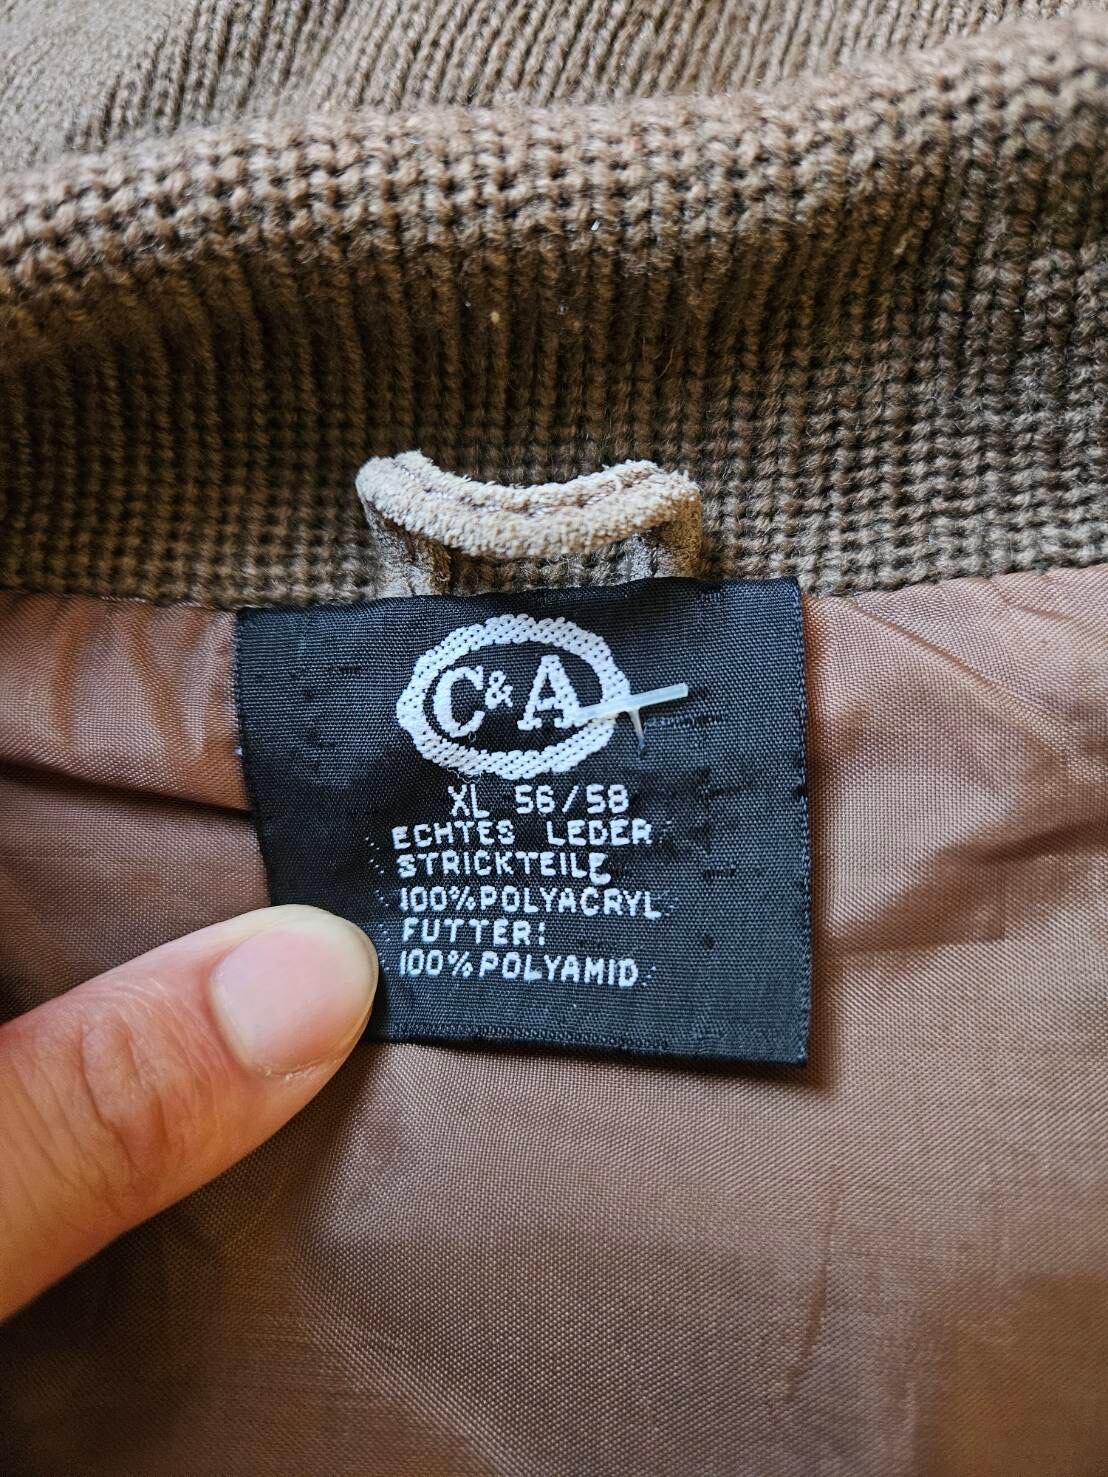 C&A
XL 56/58
ECHTES LEDER
STRICKTEILE
100%POLYACRYL
FUTTER:
100%POLYAMID